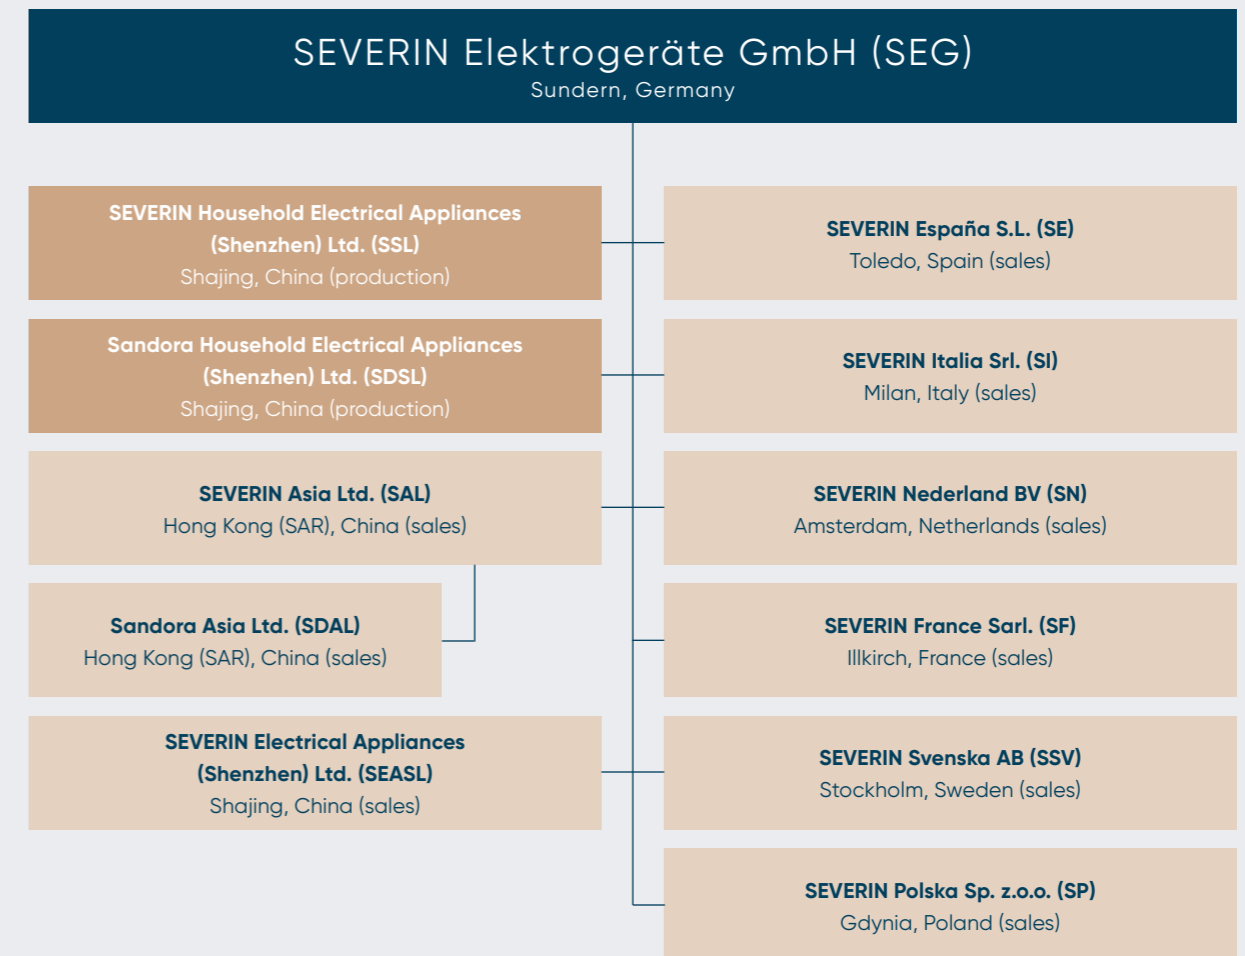 SEVERIN Elektrogeräte GmbH (SEG)
Sundern, Germany
SEVERIN Household Electrical Appliances
(Shenzhen) Ltd. (SSL)
Shajing, China (production)
Sandora Household Electrical Appliances
(Shenzhen) Ltd. (SDSL)
Shajing, China (production)
SEVERIN Asia Ltd. (SAL)
Hong Kong (SAR), China (sales)
Sandora Asia Ltd. (SDAL)
Hong Kong (SAR), China (sales)
SEVERIN Electrical Appliances
(Shenzhen) Ltd. (SEASL)
Shajing, China (sales)
SEVERIN España S.L. (SE)
Toledo, Spain (sales)
SEVERIN Italia Srl. (SI)
Milan, Italy (sales)
SEVERIN Nederland BV (SN)
Amsterdam, Netherlands (sales)
SEVERIN France Sarl. (SF)
Illkirch, France (sales)
SEVERIN Svenska AB (SSV)
Stockholm, Sweden (sales)
SEVERIN Polska Sp. z.o.o. (SP)
Gdynia, Poland (sales)